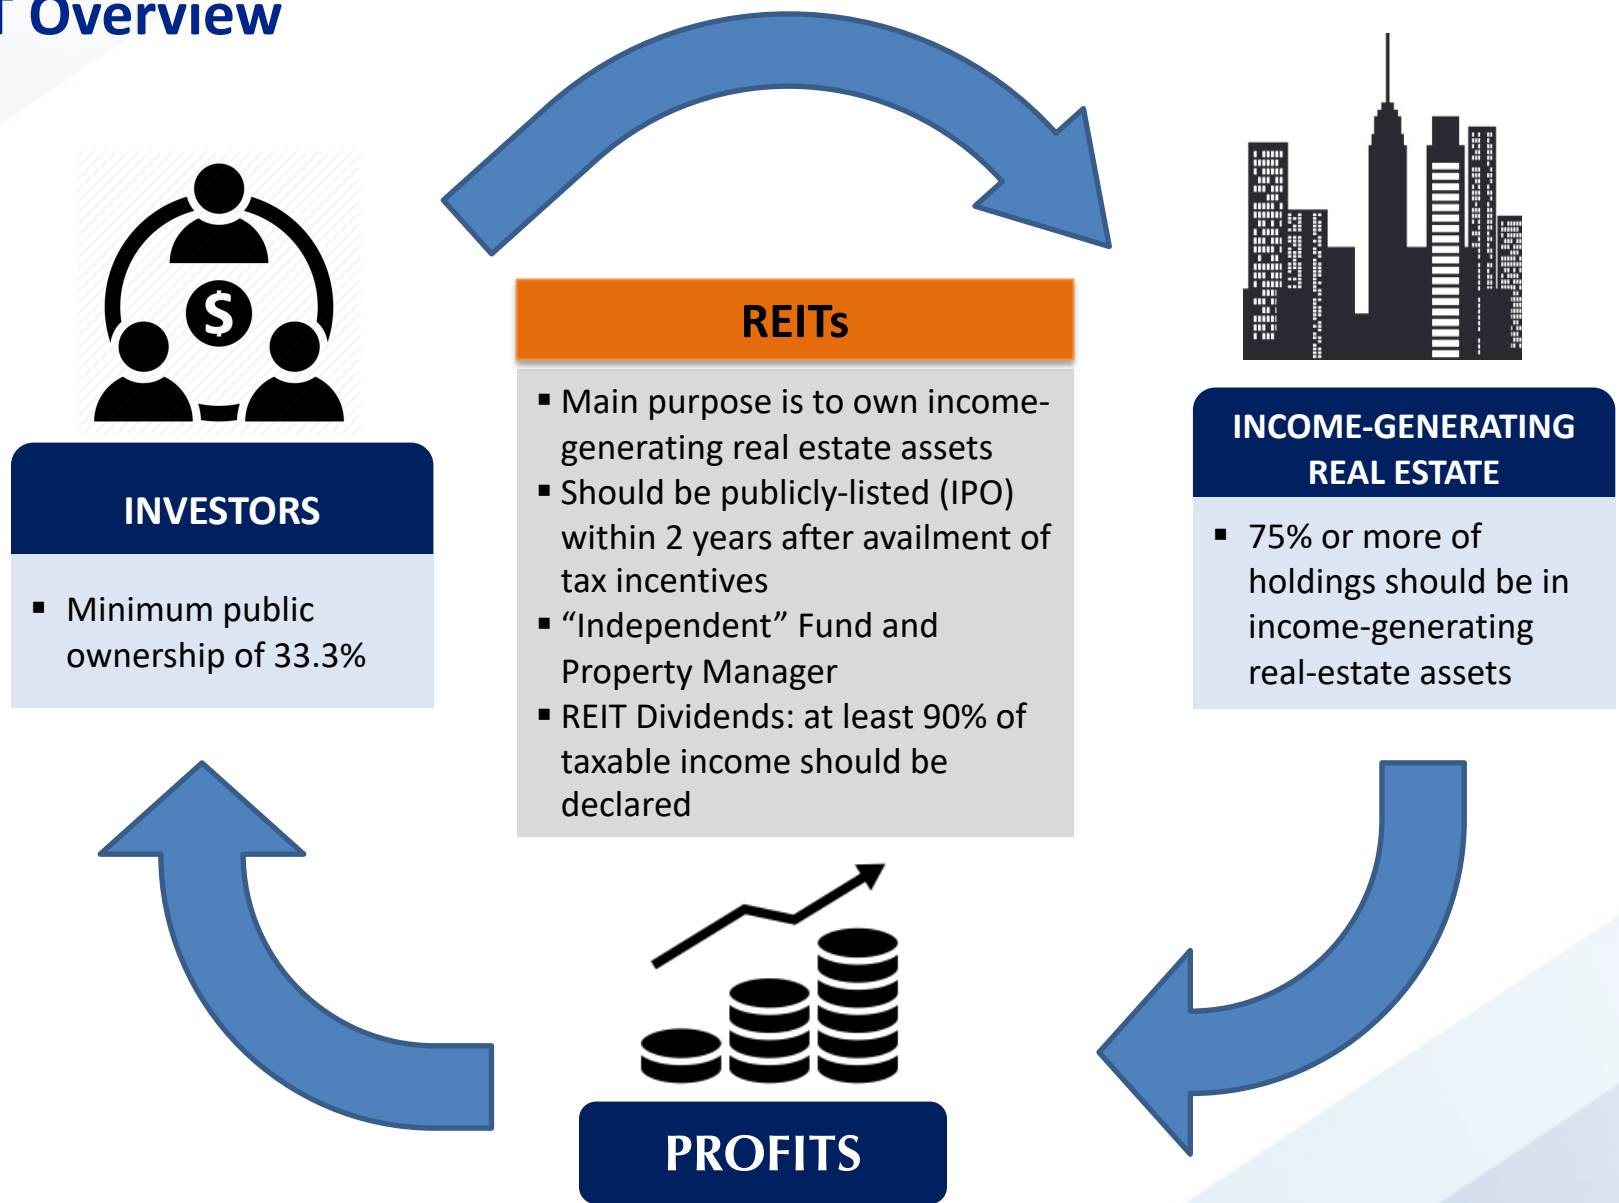 Overview
REITs
▪ Main purpose is to own income-
generating real estate assets
▪ Should be publicly-listed (IPO)
within 2 years after availment of
tax incentives
▪ “Independent” Fund and
Property Manager
▪ REIT Dividends: at least 90% of
taxable income should be
declared
INVESTORS
▪ Minimum public
ownership of 33.3%
INCOME-GENERATING
REAL ESTATE
▪ 75% or more of
holdings should be in
income-generating
real-estate assets
$
PROFITS